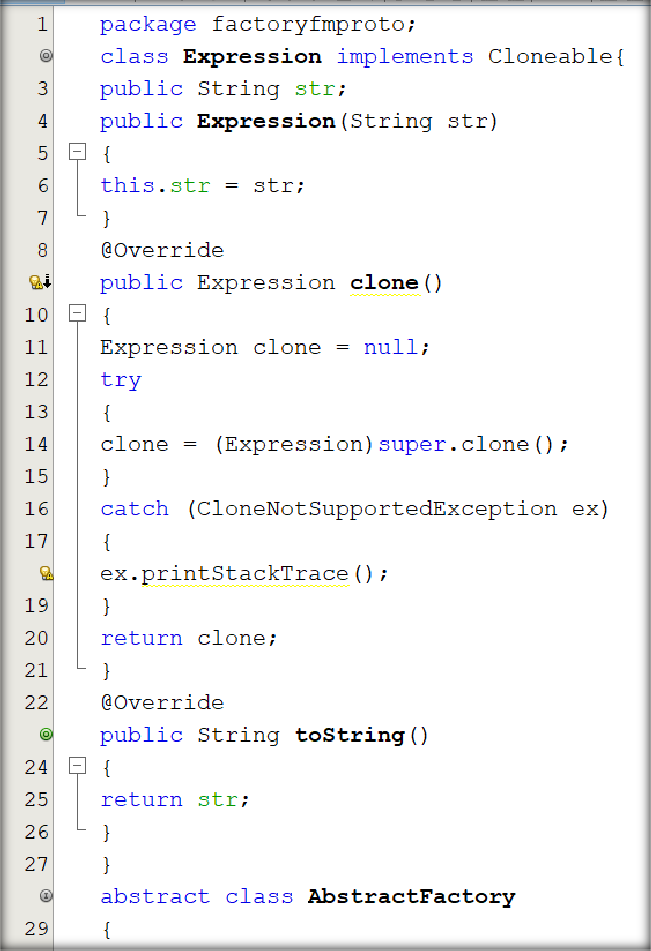 1 package factoryfmproto;
class Expression implements Cloneable{
3 public String str;
4 public Expression(String str)
5 {
6 this.str = str;
7 }
8 @Override
public Expression clone()
10 {
11 Expression clone = null;
12 try
13 {
14 clone = (Expression)super.clone();
15 }
16 catch (CloneNotSupportedException ex)
17 {
ex.printStackTrace();
19 }
20 return clone;
21 }
22 @Override
public String toString()
24 {
25 return str;
26 }
27 }
abstract class AbstractFactory
29 {